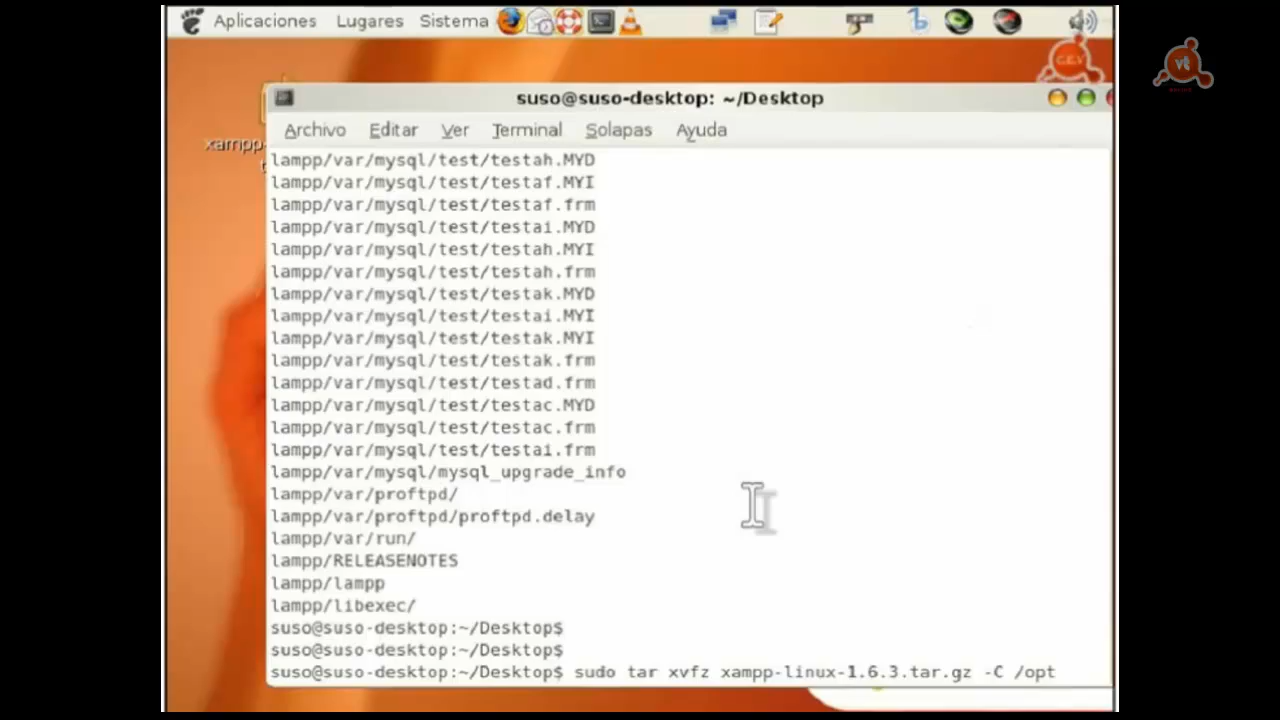 Aplicaciones Lugares Sistema
C.E.V
vt
xampp-
suso@suso-desktop: ~/Desktop
Archivo Editar Ver Terminal Solapas Ayuda
lampp/var/mysql/test/testah.MYD
lampp/var/mysql/test/testaf.MYI
lampp/var/mysql/test/testaf.frm
lampp/var/mysql/test/testai.MYD
lampp/var/mysql/test/testah.MYI
lampp/var/mysql/test/testah.frm
lampp/var/mysql/test/testak.MYD
lampp/var/mysql/test/testai.MYI
lampp/var/mysql/test/testak.MYI
lampp/var/mysql/test/testak.frm
lampp/var/mysql/test/testad.frm
lampp/var/mysql/test/testac.MYD
lampp/var/mysql/test/testac.frm
lampp/var/mysql/test/testai.frm
lampp/var/mysql/mysql_upgrade_info
lampp/var/proftpd/
lampp/var/proftpd/proftpd.delay
lampp/var/run/
lampp/RELEASENOTES
lampp/lampp
lampp/libexec/
suso@suso-desktop:~/Desktop$
suso@suso-desktop:~/Desktop$
suso@suso-desktop:~/Desktop$ sudo tar xvfz xampp-linux-1.6.3.tar.gz -C /opt